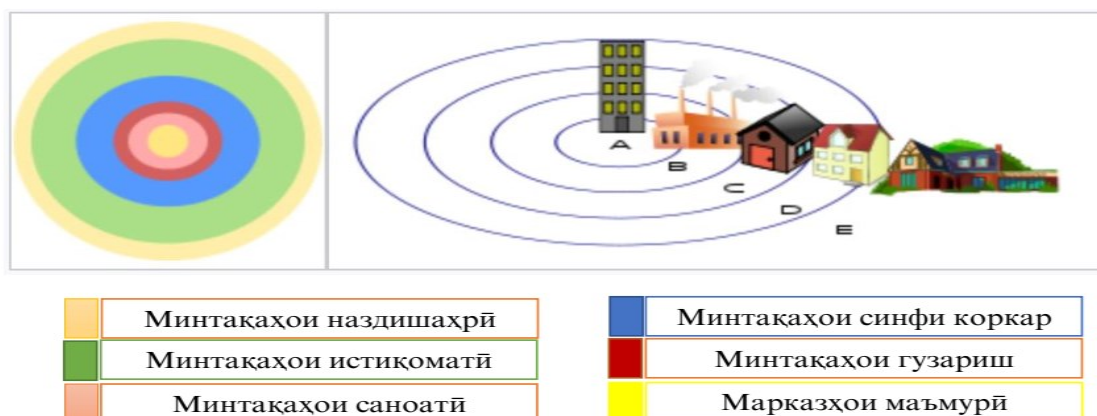 A
B
C
D
E
Минтақаҳои наздишаҳрӣ
Минтақаҳои истиқоматӣ
Минтақаҳои саноатӣ
Минтақаҳои синфи коркар
Минтақаҳои гузариш
Марказҳои маъмурӣ